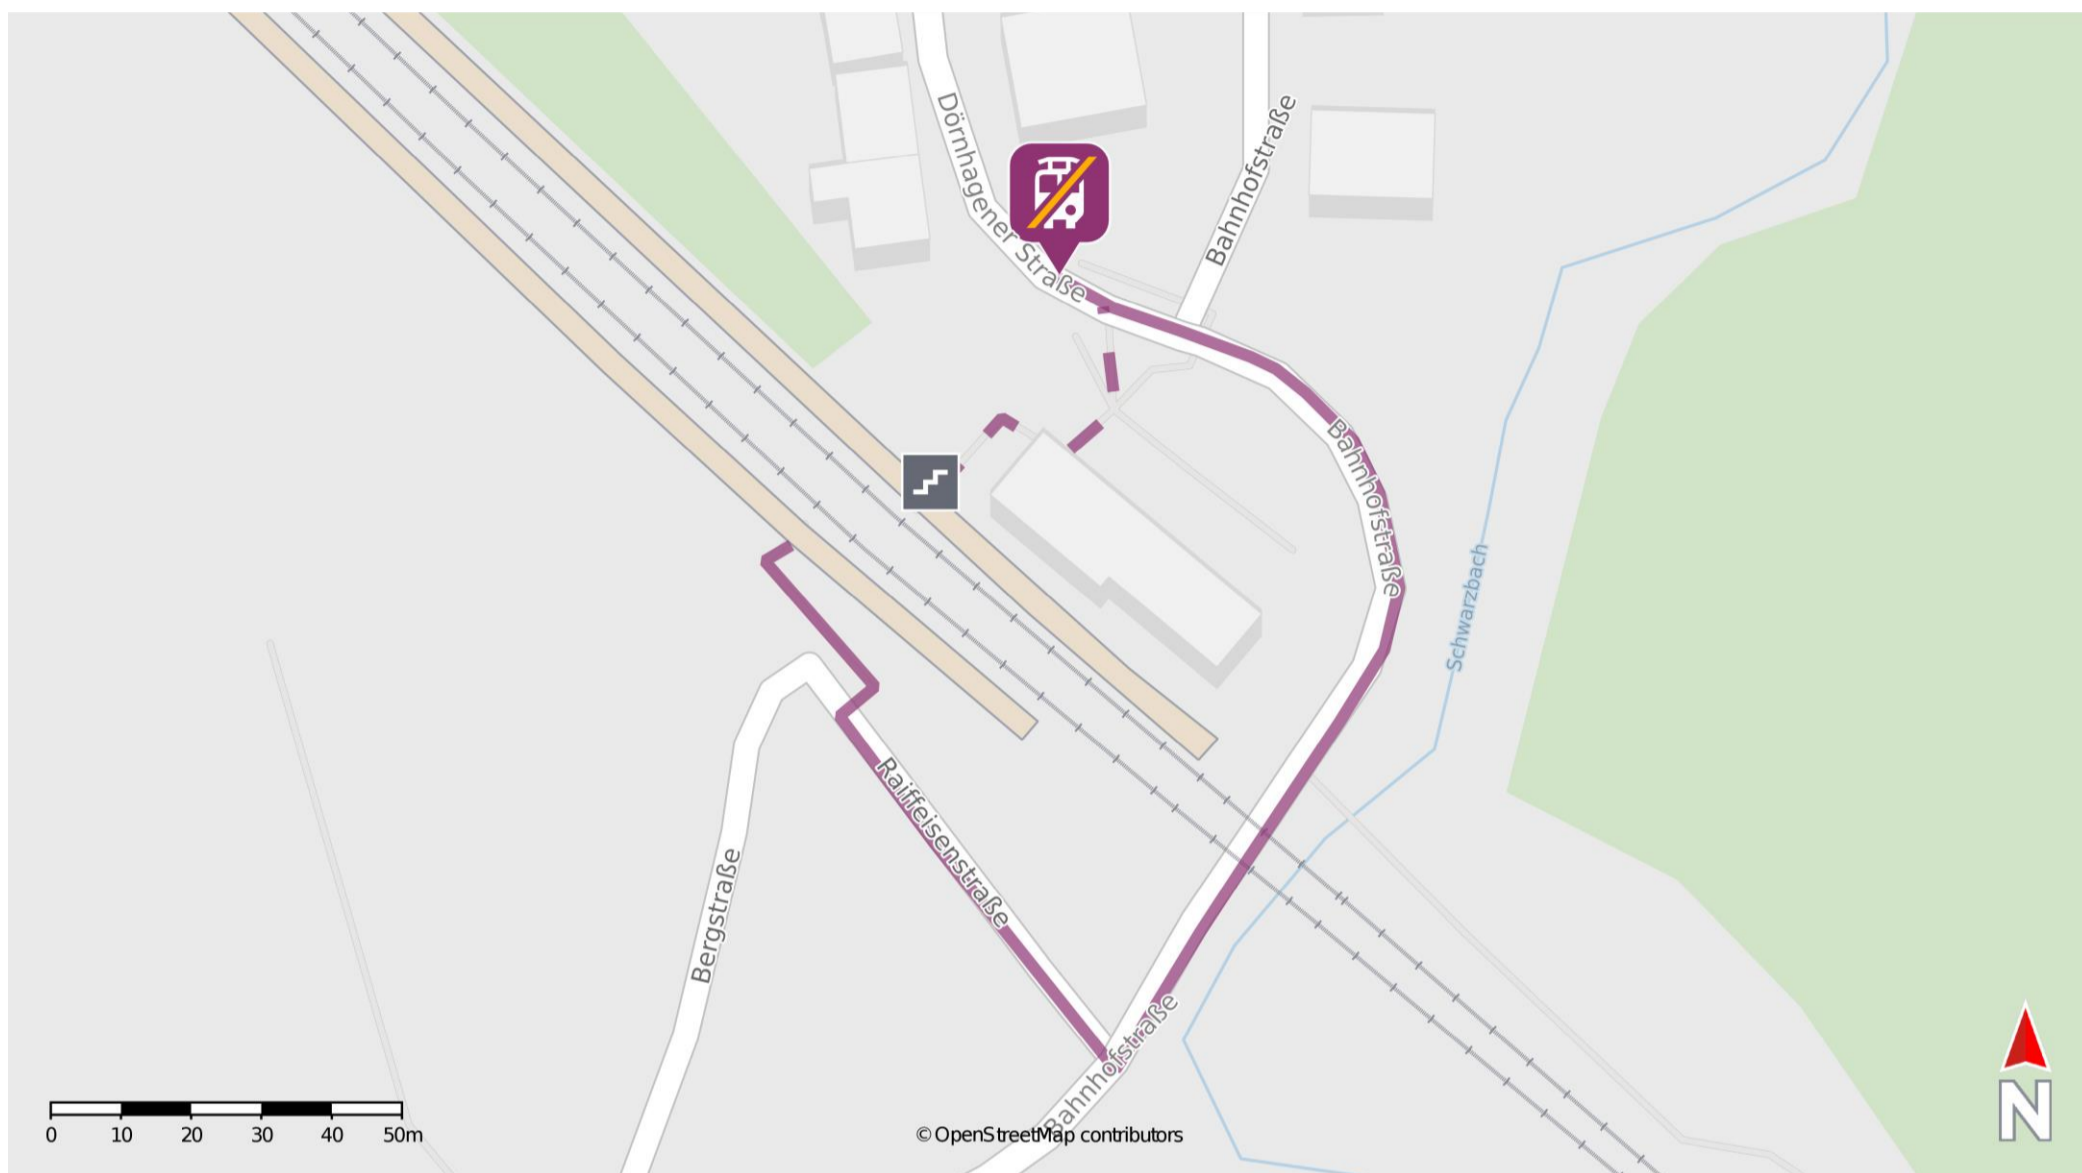 Dörnhagener Straße
Bahnhofstraße
Bahnhofstraße
Schwarzbach
Raiffeisenstraße
Bergstraße
Bahnhofstraße
0 10 20 30 40 50m
© OpenStreetMap contributors
N